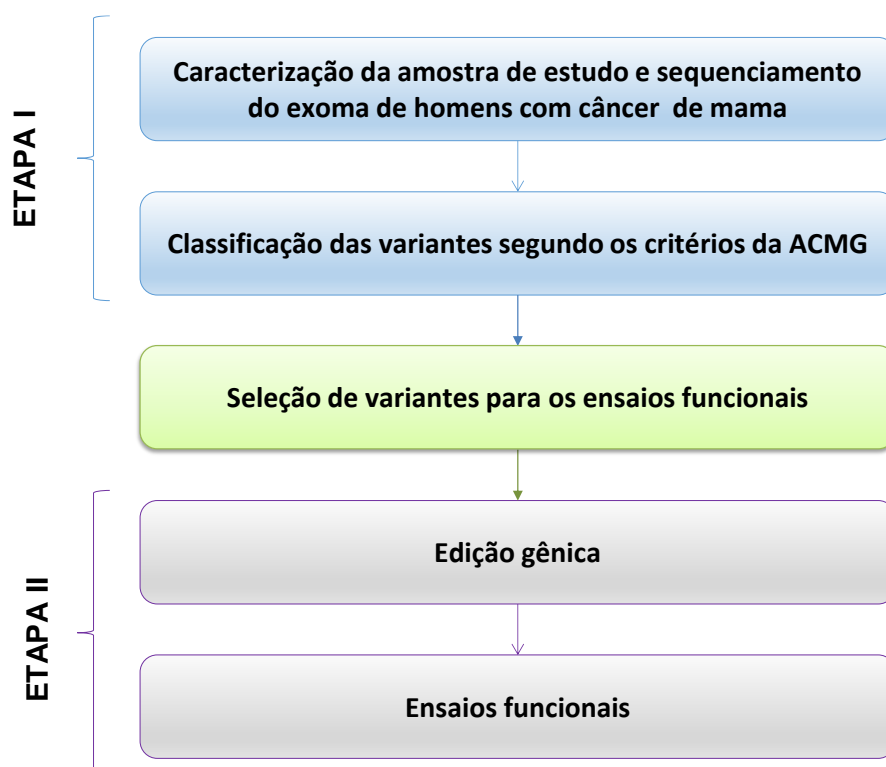 ETAPA I
Caracterização da amostra de estudo e sequenciamento
do exoma de homens com câncer de mama
Classificação das variantes segundo os critérios da ACMG
Seleção de variantes para os ensaios funcionais
ETAPA II
Edição gênica
Ensaios funcionais